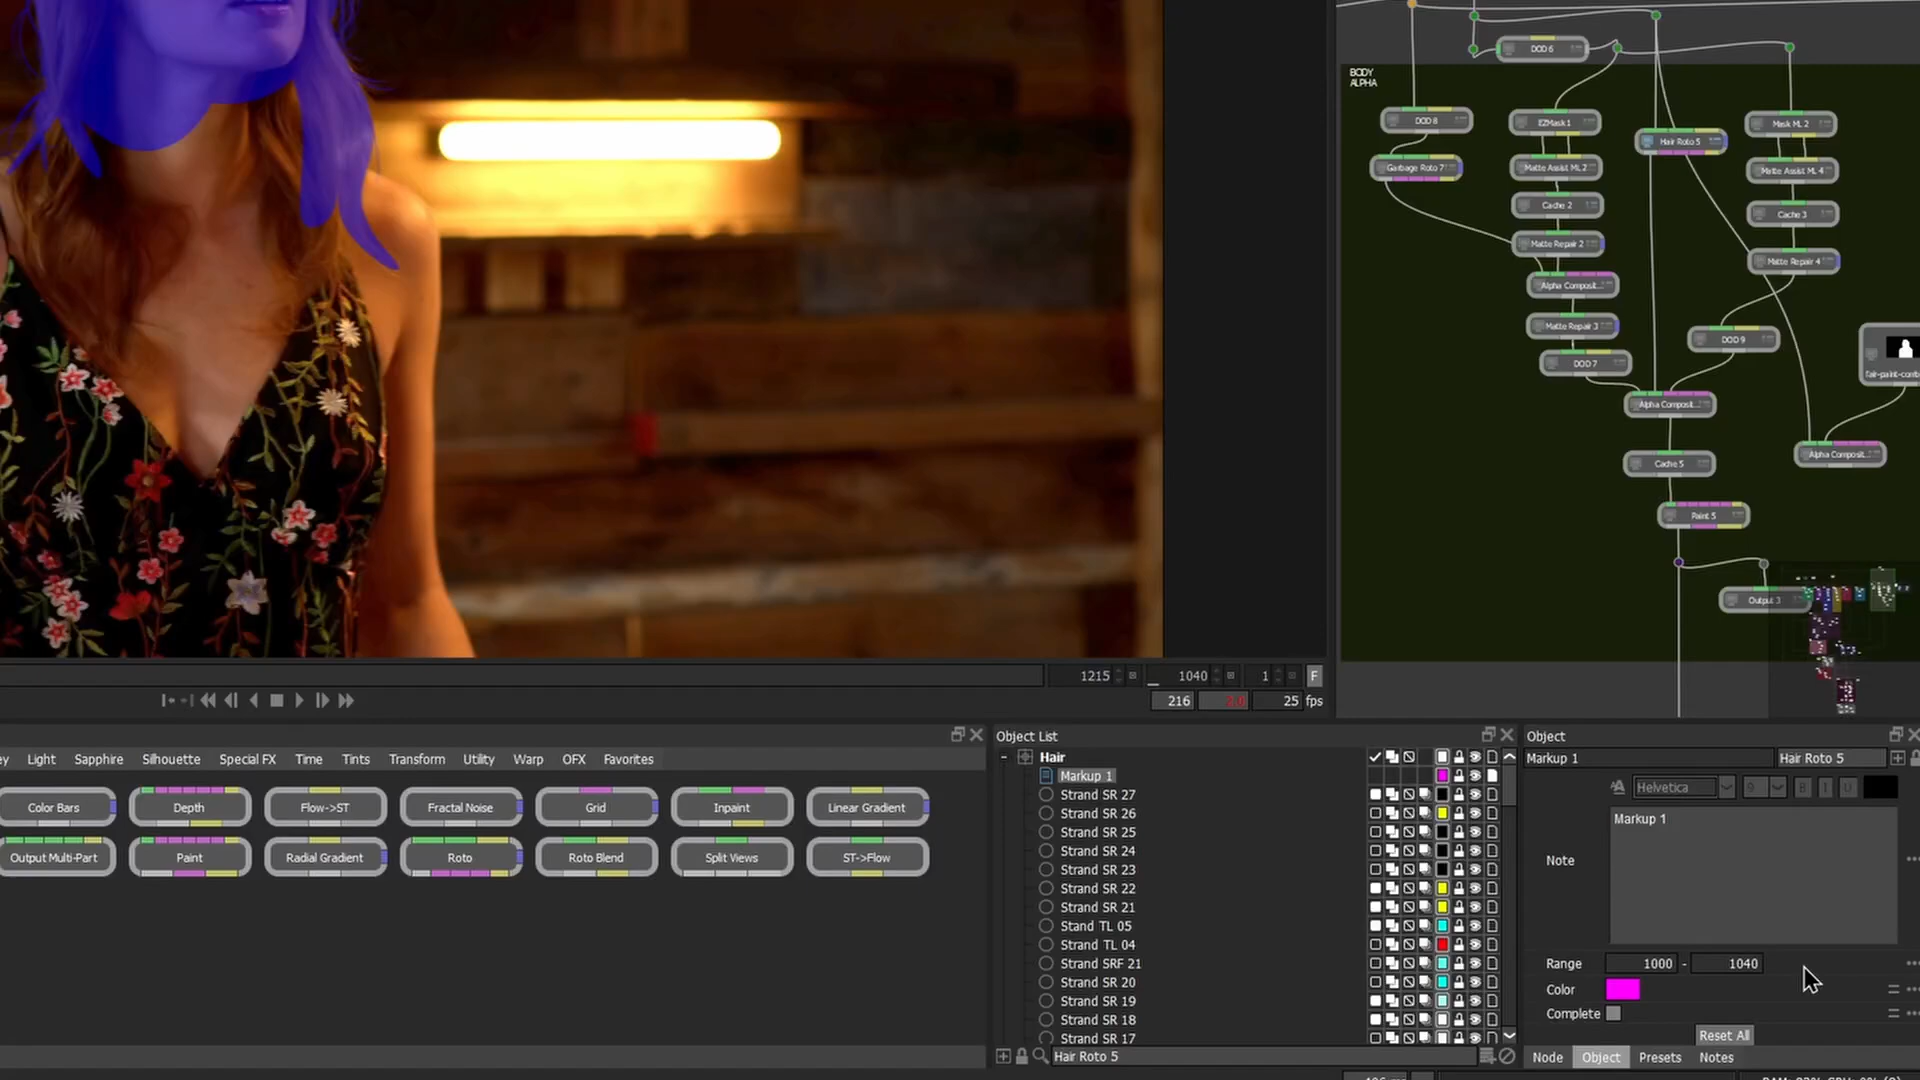 DOD 6
BODY
ALPHA
DOD 8
EZMask 1
Hair Roto 5
Mask ML 2
Garbage Roto 7
Matte Assist ML 2
Matte Assist ML 4
Cache 2
Cache 3
Matte Repair 2
Matte Repair 4
Alpha Composit...
Matte Repair 3
DOD 9
DOD 7
Alpha Composit...
Alpha Composit...
Cache 5
Paint 5
Output 3
1215
1040
1
F
216
25 fps
Light Sapphire Silhouette Special FX Time Tints Transform Utility Warp OFX Favorites
Color Bars Depth Flow->ST Fractal Noise Grid Inpaint Linear Gradient
Output Multi-Part Paint Radial Gradient Roto Roto Blend Split Views ST->Flow
Object List
Hair
Markup 1
Strand SR 27
Strand SR 26
Strand SR 25
Strand SR 24
Strand SR 23
Strand SR 22
Strand SR 21
Stand TL 05
Strand TL 04
Strand SRF 21
Strand SR 20
Strand SR 19
Strand SR 18
Strand SR 17
Hair Roto 5
Object
Markup 1
Hair Roto 5
Helvetica
9
B I U
Note
Markup 1
Range 1000 - 1040
Color
Complete
Reset All
Node Object Presets Notes